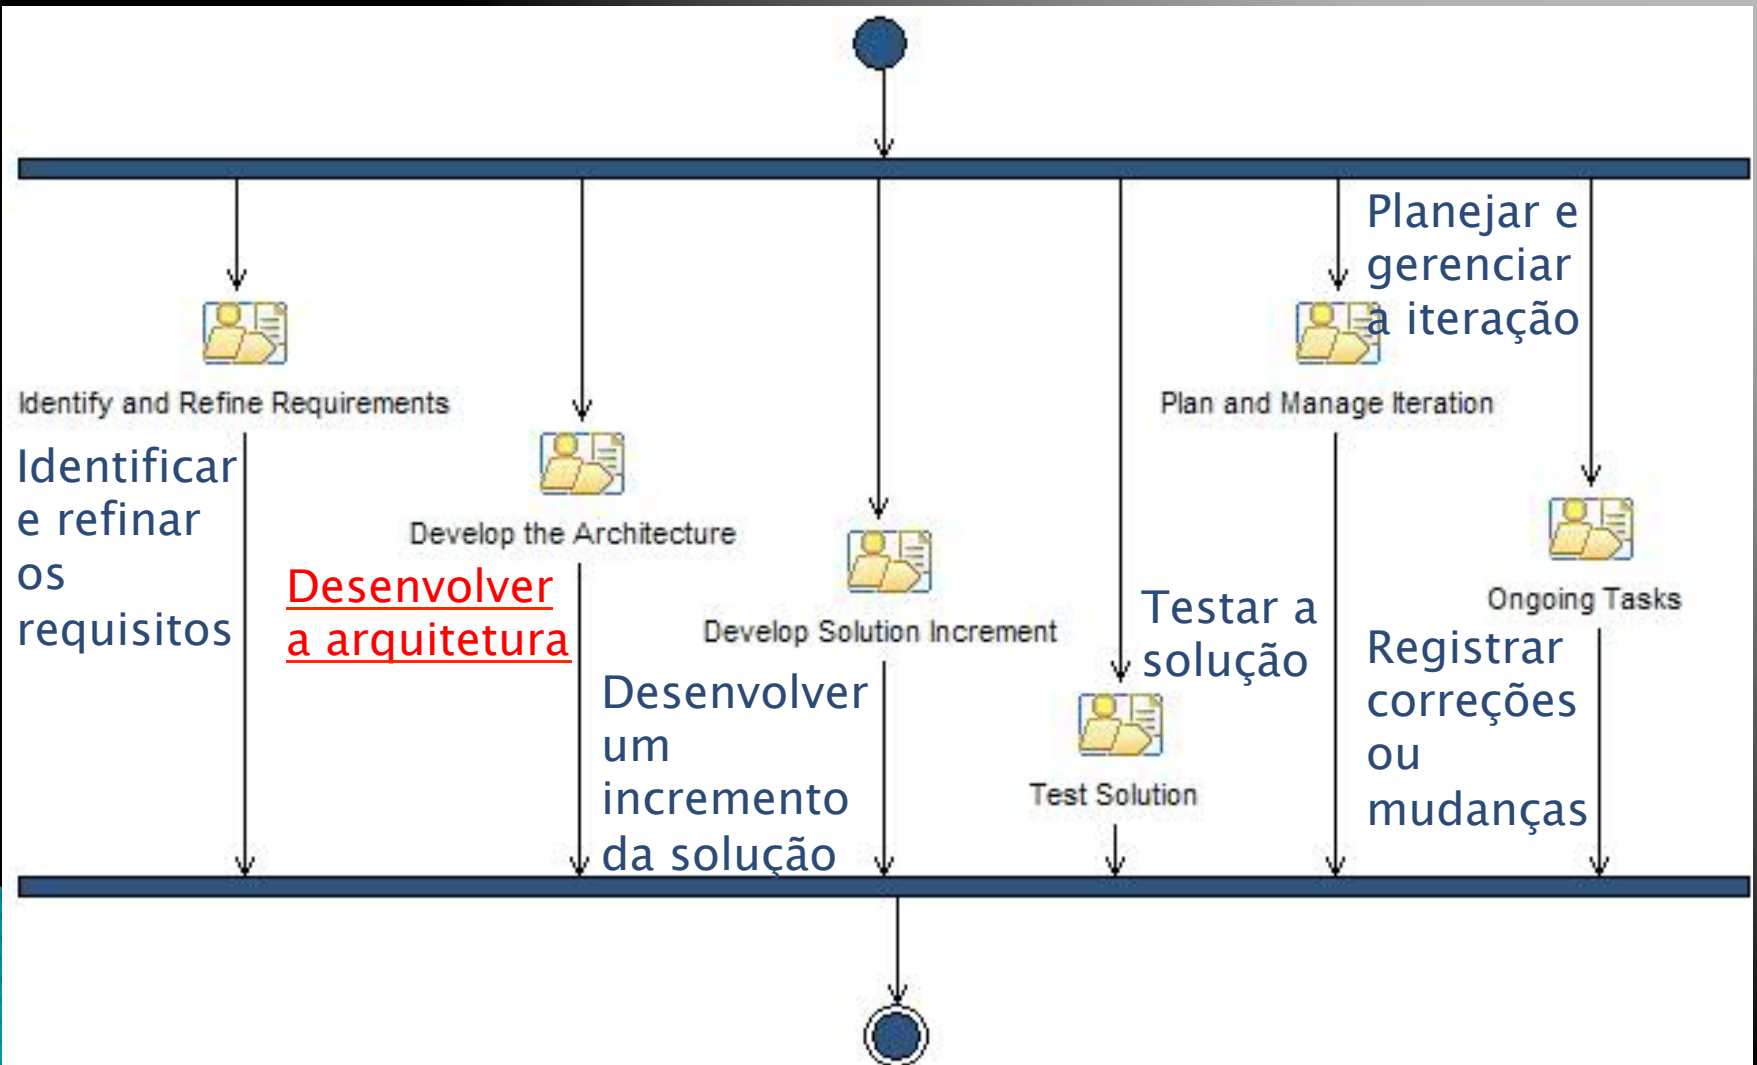 Planejar e
gerenciar
a iteração
Identify and Refine Requirements
Plan and Manage Iteration
Identificar
e refinar
os
requisitos
Develop the Architecture
Desenvolver
a arquitetura
Develop Solution Increment
Desenvolver
um
incremento
da solução
Testar a
solução
Test Solution
Ongoing Tasks
Registrar
correções
ou
mudanças